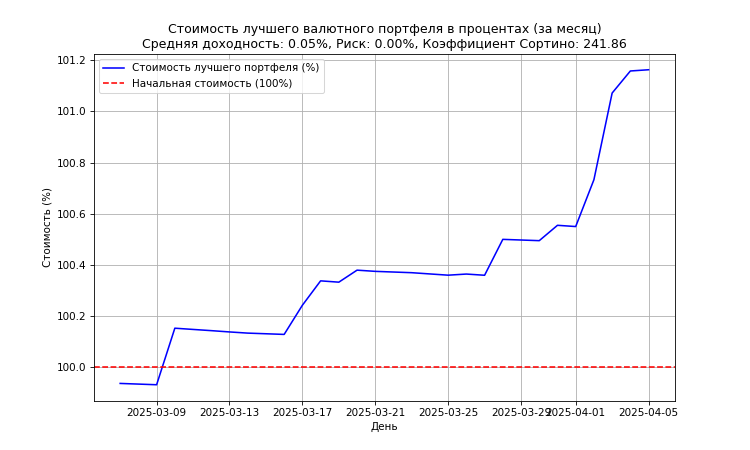 Стоимость лучшего валютного портфеля в процентах (за месяц)
Средняя доходность: 0.05%, Риск: 0.00%, Коэффициент Сортино: 241.86
Стоимость лучшего портфеля (%)
Начальная стоимость (100%)
Стоимость (%)
101.2
101.0
100.8
100.6
100.4
100.2
100.0
2025-03-09 2025-03-13 2025-03-17 2025-03-21 2025-03-25 2025-03-29 2025-04-01 2025-04-05
День